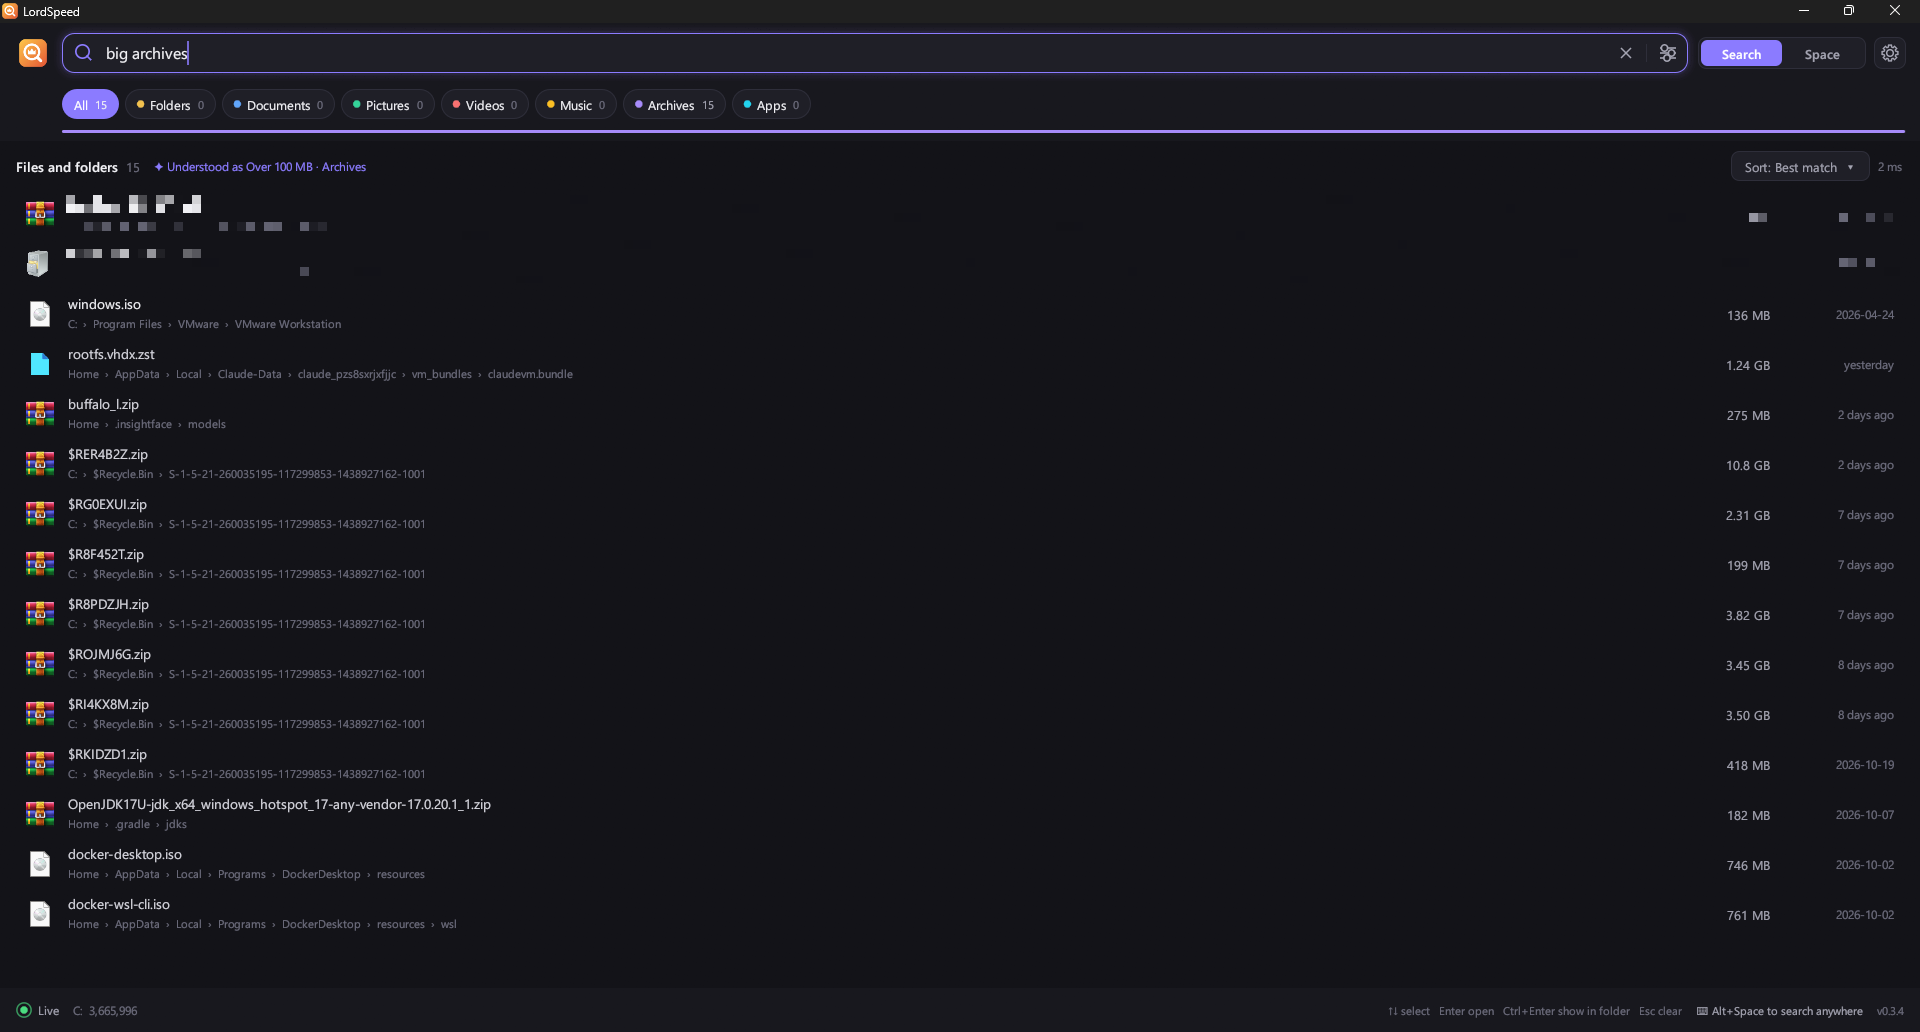 LordSpeed
big archives
Search Space
All 15 Folders 0 Documents 0 Pictures 0 Videos 0 Music 0 Archives 15 Apps 0
Files and folders 15 ✦ Understood as Over 100 MB · Archives Sort: Best match ▾ 2 ms
windows.iso
C: › Program Files › VMware › VMware Workstation 136 MB 2026-04-24
rootfs.vhdx.zst
Home › AppData › Local › Claude-Data › claude_pzs8sxrjxfjjc › vm_bundles › claudevm.bundle 1.24 GB yesterday
buffalo_l.zip
Home › .insightface › models 275 MB 2 days ago
$RER4B2Z.zip
C: › $Recycle.Bin › S-1-5-21-260035195-117299853-1438927162-1001 10.8 GB 2 days ago
$RG0EXUI.zip
C: › $Recycle.Bin › S-1-5-21-260035195-117299853-1438927162-1001 2.31 GB 7 days ago
$R8F452T.zip
C: › $Recycle.Bin › S-1-5-21-260035195-117299853-1438927162-1001 199 MB 7 days ago
$R8PDZJH.zip
C: › $Recycle.Bin › S-1-5-21-260035195-117299853-1438927162-1001 3.82 GB 7 days ago
$ROJMJ6G.zip
C: › $Recycle.Bin › S-1-5-21-260035195-117299853-1438927162-1001 3.45 GB 8 days ago
$RI4KX8M.zip
C: › $Recycle.Bin › S-1-5-21-260035195-117299853-1438927162-1001 3.50 GB 8 days ago
$RKIDZD1.zip
C: › $Recycle.Bin › S-1-5-21-260035195-117299853-1438927162-1001 418 MB 2026-10-19
OpenJDK17U-jdk_x64_windows_hotspot_17-any-vendor-17.0.20.1_1.zip
Home › .gradle › jdks 182 MB 2026-10-07
docker-desktop.iso
Home › AppData › Local › Programs › DockerDesktop › resources 746 MB 2026-10-02
docker-wsl-cli.iso
Home › AppData › Local › Programs › DockerDesktop › resources › wsl 761 MB 2026-10-02
Live C: 3,665,996 ↑↓ select Enter open Ctrl+Enter show in folder Esc clear Alt+Space to search anywhere v0.3.4